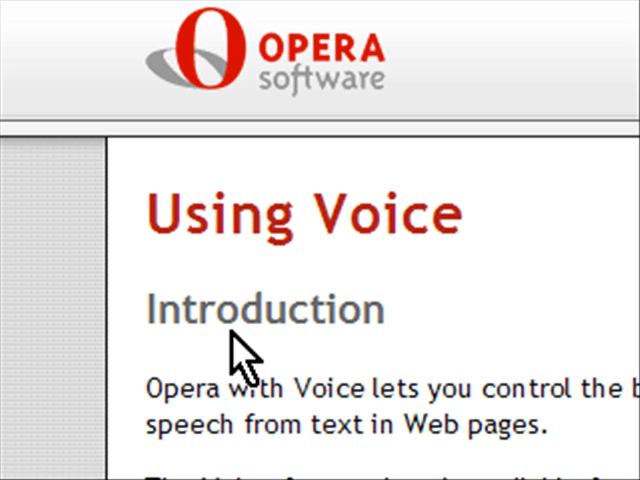 OPERA
software
Using Voice
Introduction
Opera with Voice lets you control the
speech from text in Web pages.